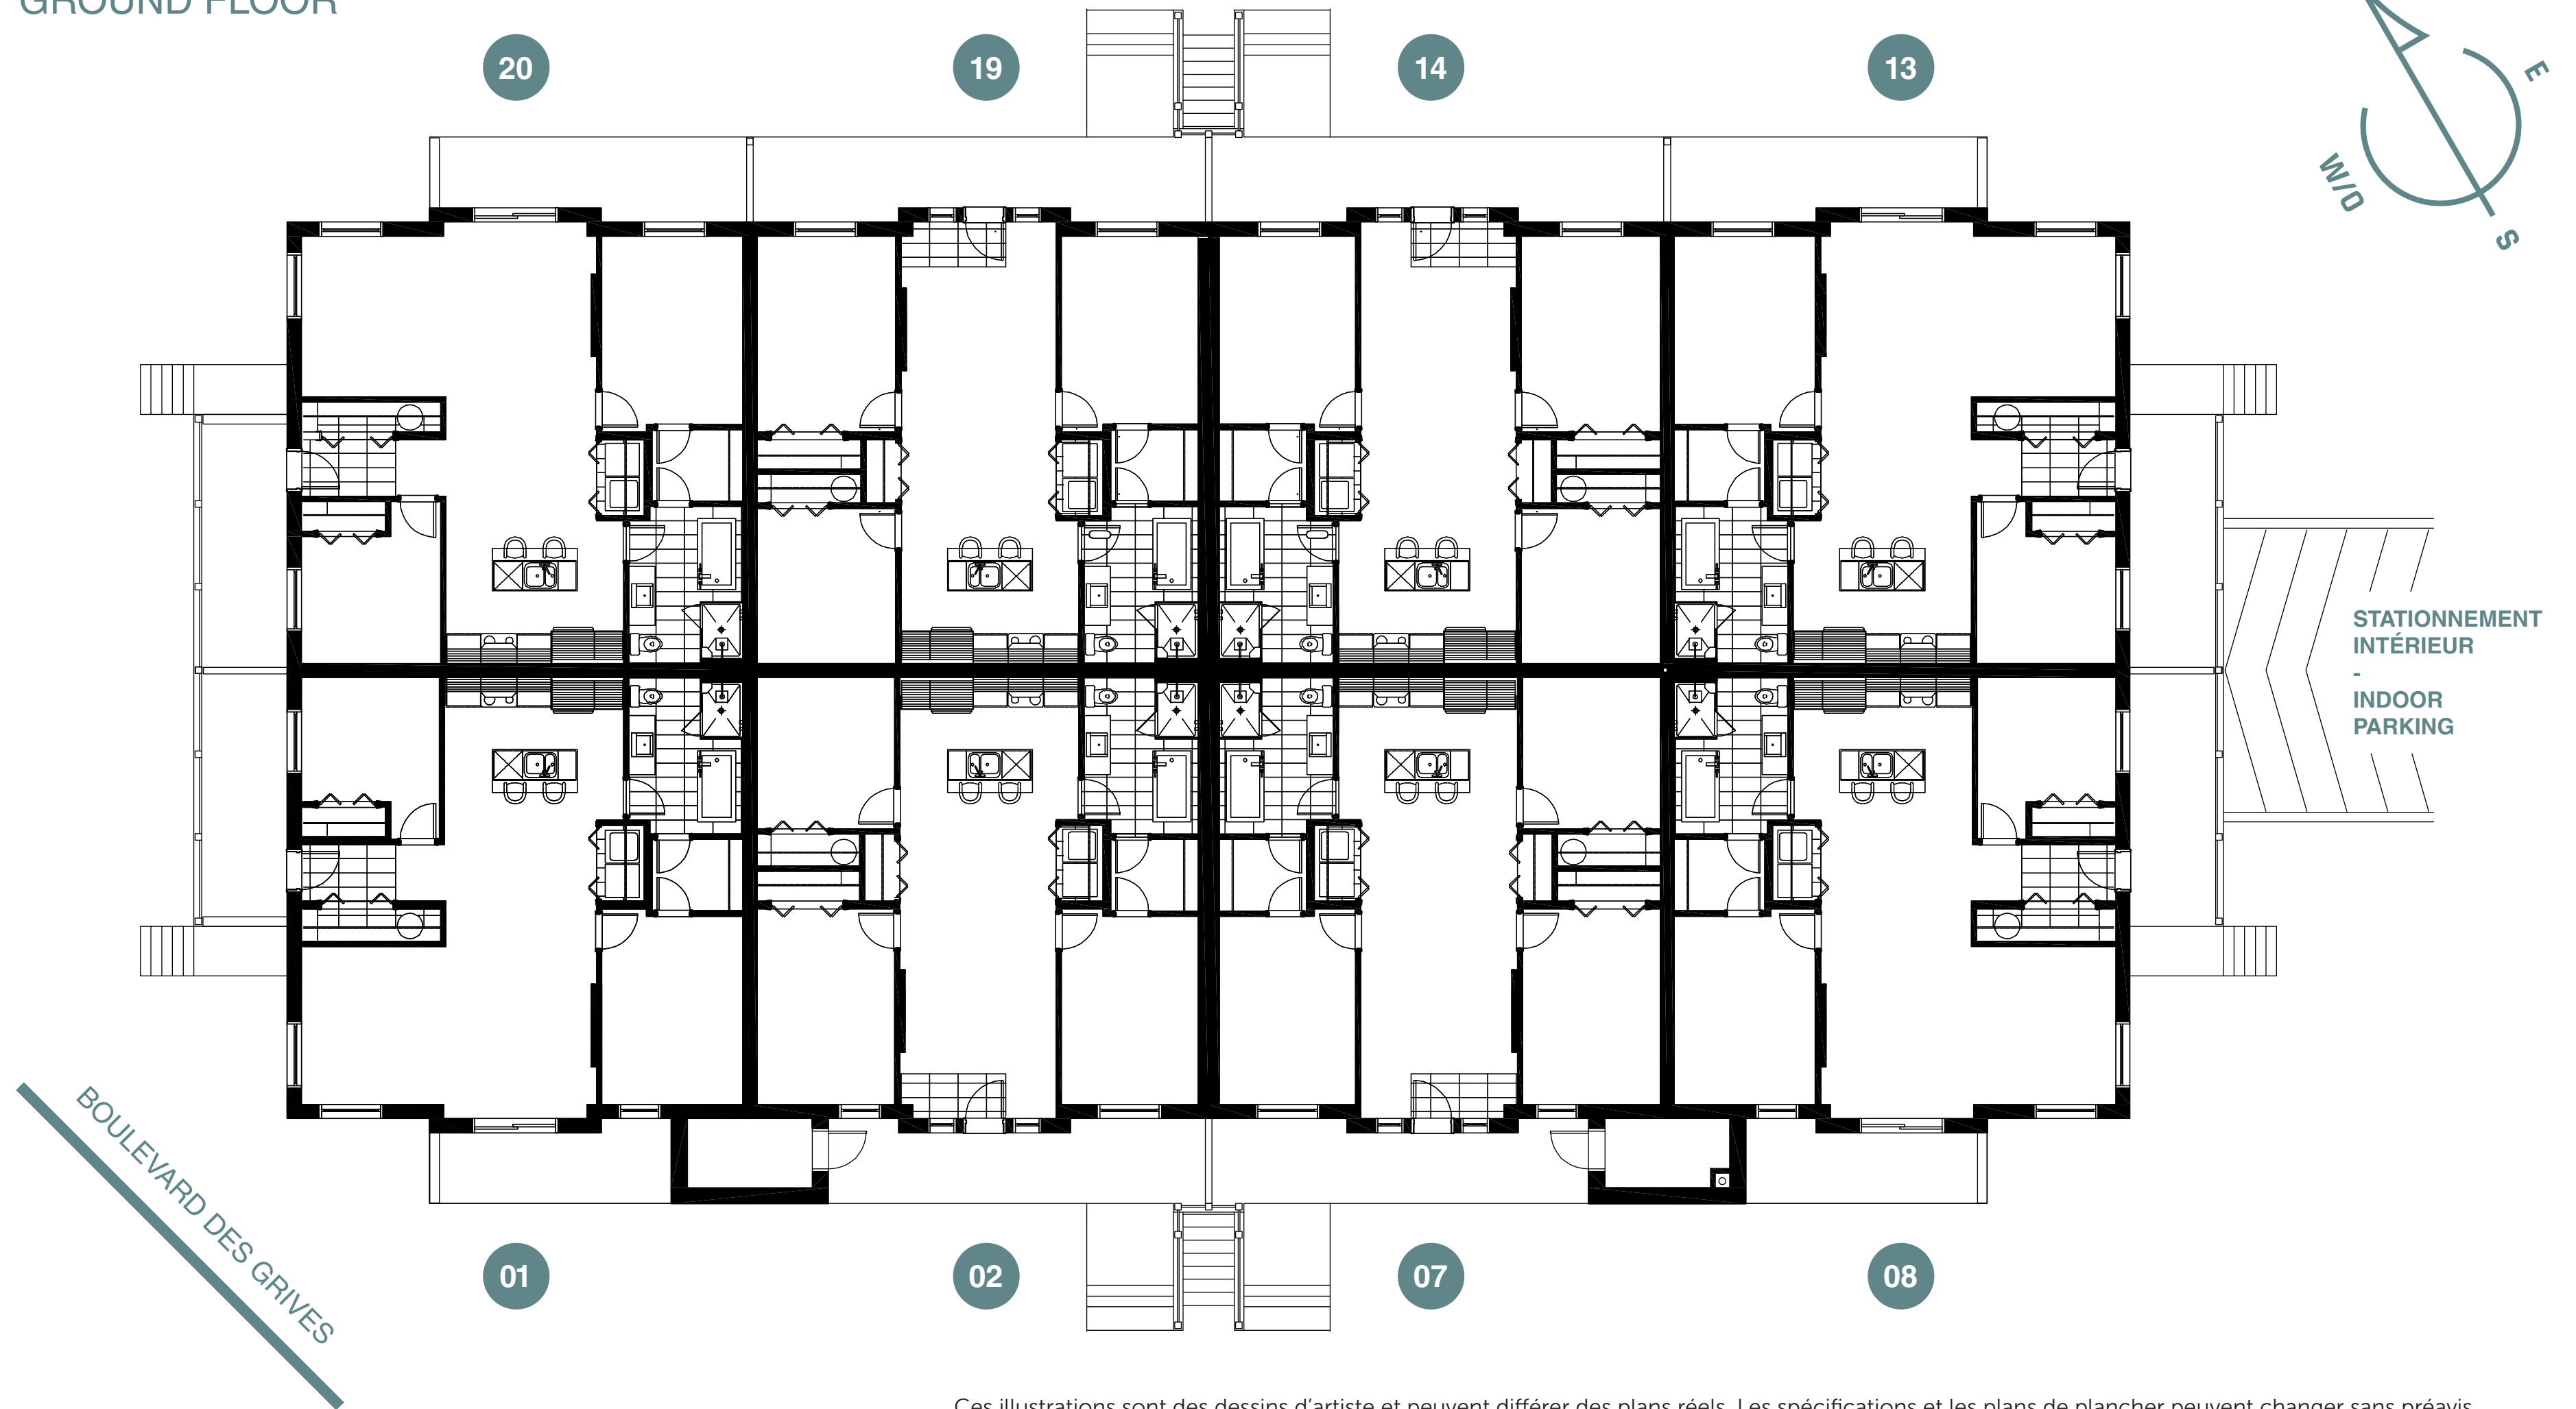 GROUND FLOOR
20
19
14
13
E
W/O
S
STATIONNEMENT
INTÉRIEUR
-
INDOOR
PARKING
BOULEVARD DES GRIVES
01
02
07
08
Ces illustrations sont des dessins d'artiste et peuvent différer des plans réels. Les spécifications et les plans de plancher peuvent changer sans préavis.